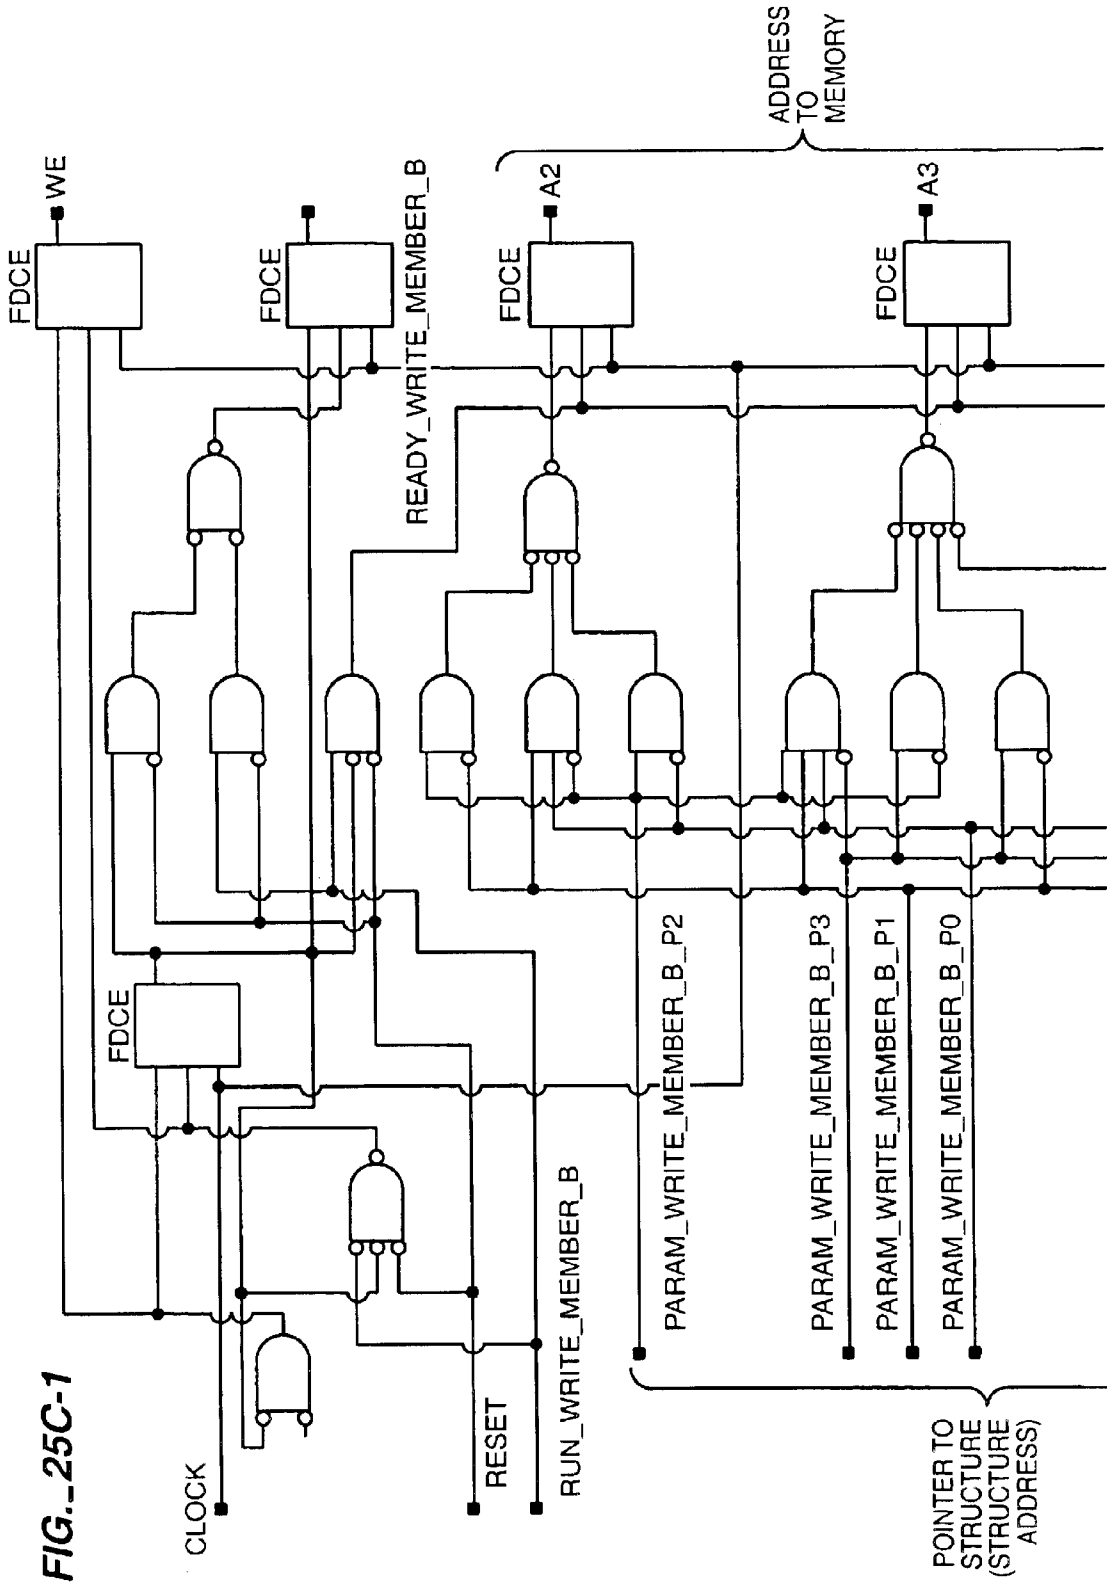 FIG._25C-1
CLOCK
RESET
RUN_WRITE_MEMBER_B
FDCE
FDCE
WE
FDCE
READY_WRITE_MEMBER_B
FDCE
A2
FDCE
A3
ADDRESS
TO
MEMORY
PARAM_WRITE_MEMBER_B_P2
PARAM_WRITE_MEMBER_B_P3
PARAM_WRITE_MEMBER_B_P1
PARAM_WRITE_MEMBER_B_P0
POINTER TO
STRUCTURE
(STRUCTURE
ADDRESS)